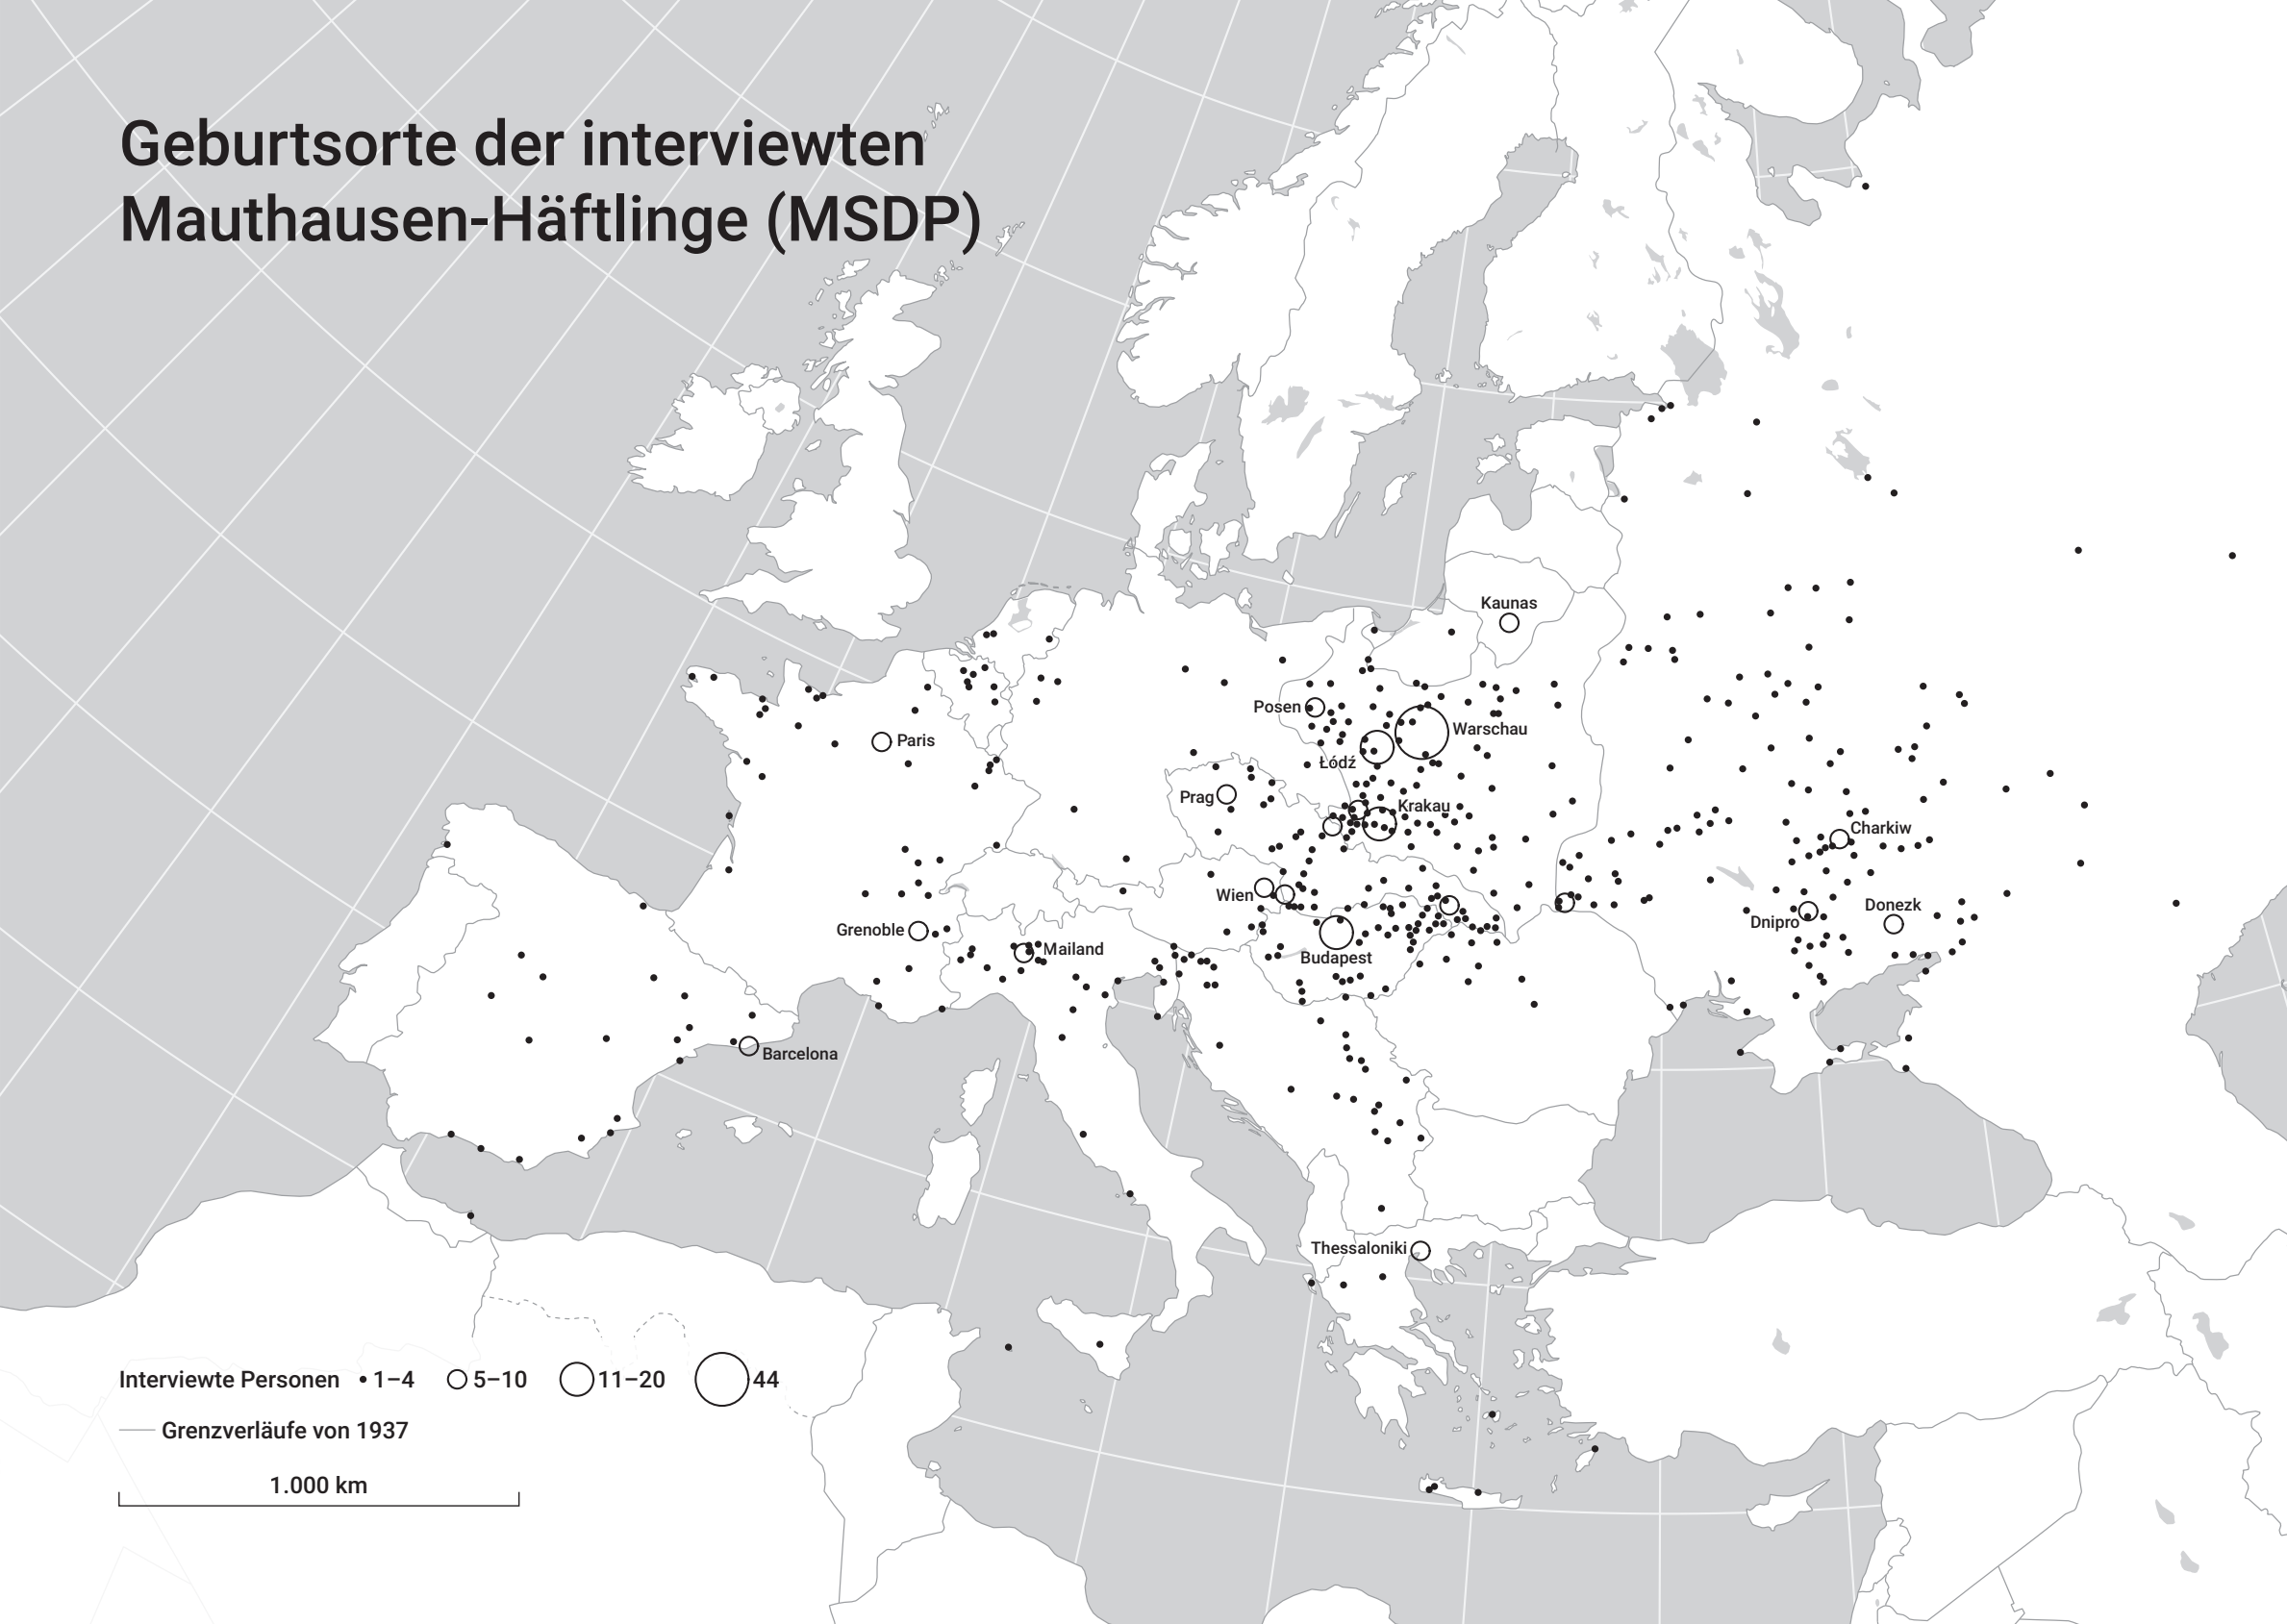 Geburtsorte der interviewten
Mauthausen-Häftlinge (MSDP)
Kaunas
Posen
Warschau
Paris
Łódź
Prag
Krakau
Charkiw
Wien
Donezk
Dnipro
Grenoble
Mailand
Budapest
Barcelona
Thessaloniki
Interviewte Personen 1–4 5–10 11–20 44
Grenzverläufe von 1937
1.000 km